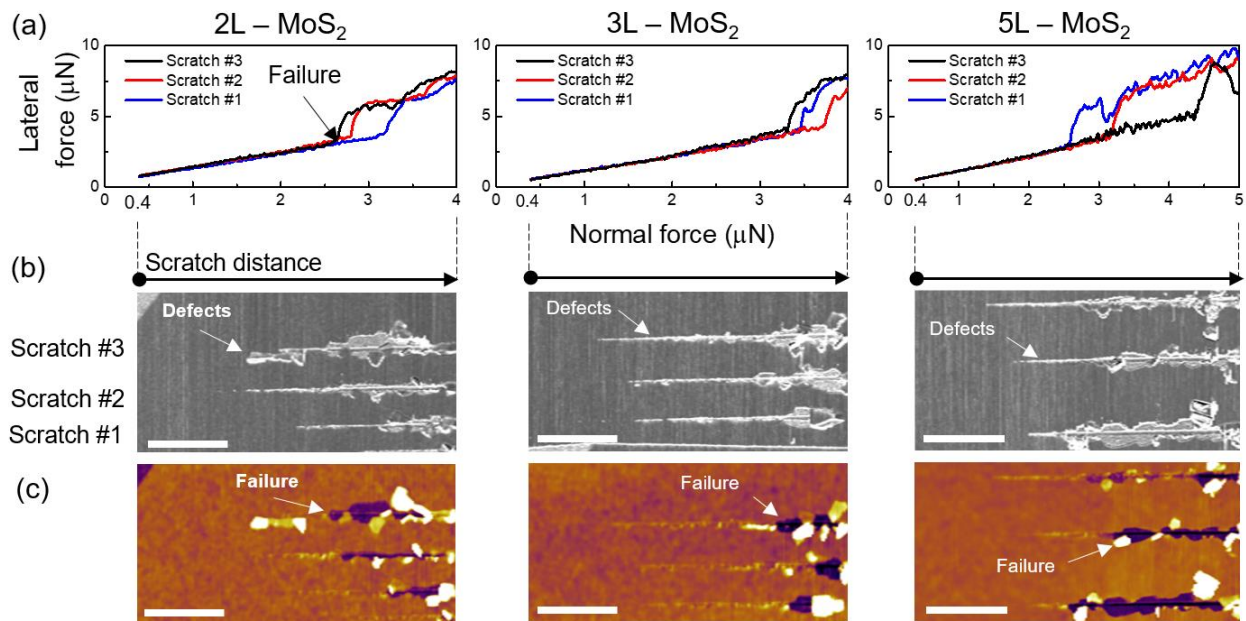 (a)
2L – MoS₂
3L – MoS₂
5L – MoS₂
Lateral
force (μN)
10
5
0
Scratch #3
Scratch #2
Scratch #1
Failure
0.4
1
2
3
4
10
5
0
Scratch #3
Scratch #2
Scratch #1
0.4
1
2
3
4
10
5
0
Scratch #3
Scratch #2
Scratch #1
0.4
1
2
3
4
5
Normal force (μN)
(b)
Scratch distance
Defects
Defects
Defects
Scratch #3
Scratch #2
Scratch #1
(c)
Failure
Failure
Failure